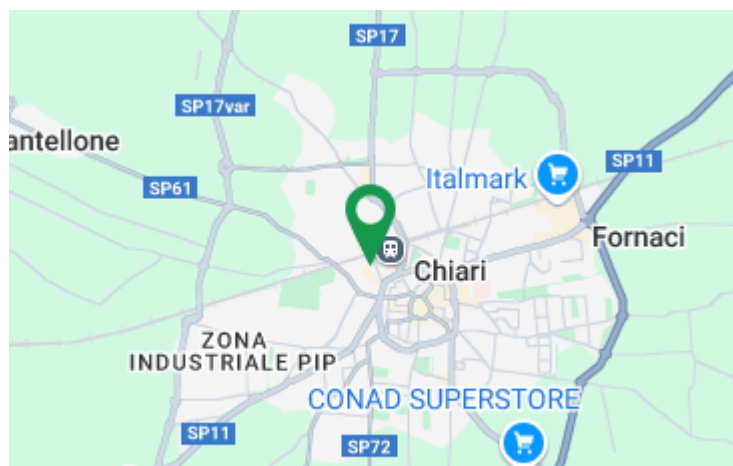 SP17
SP17var
antellone
SP11
Italmark
SP61
Fornaci
Chiari
ZONA
INDUSTRIALE PIP
CONAD SUPERSTORE
SP11
SP72